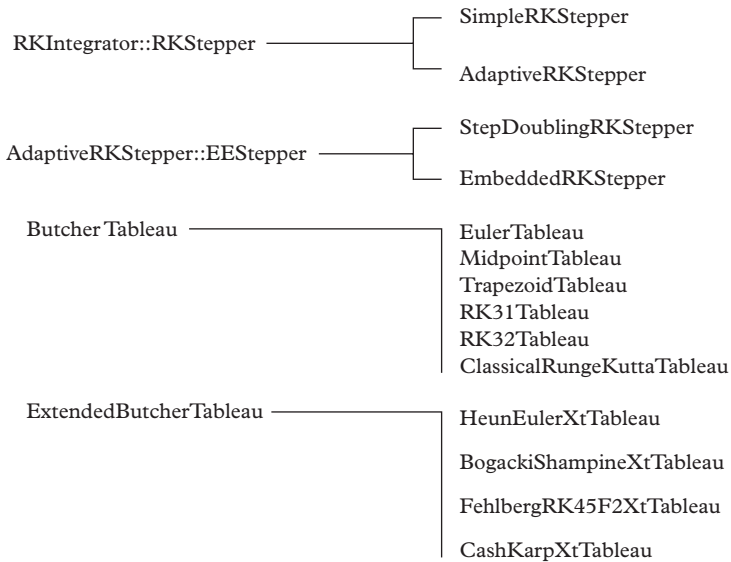 RKIntegrator::RKStepper
SimpleRKStepper
AdaptiveRKStepper
AdaptiveRKStepper::EEStepper
StepDoublingRKStepper
EmbeddedRKStepper
Butcher Tableau
EulerTableau
MidpointTableau
TrapezoidTableau
RK31Tableau
RK32Tableau
ClassicalRungeKuttaTableau
ExtendedButcherTableau
HeunEulerXtTableau
BogackiShampineXtTableau
FehlbergRK45F2XtTableau
CashKarpXtTableau